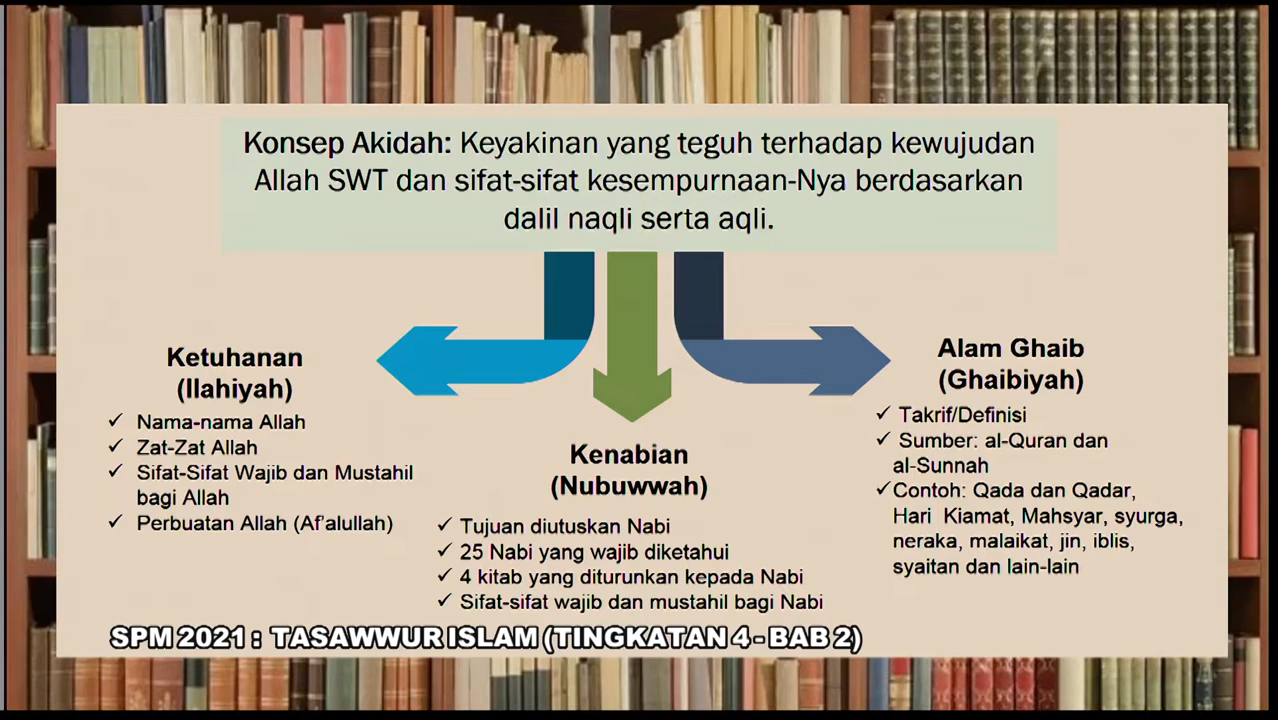 Konsep Akidah: Keyakinan yang teguh terhadap kewujudan
Allah SWT dan sifat-sifat kesempurnaan-Nya berdasarkan
dalil naqli serta aqli.
Ketuhanan
(Ilahiyah)
✓ Nama-nama Allah
✓ Zat-Zat Allah
✓ Sifat-Sifat Wajib dan Mustahil
bagi Allah
✓ Perbuatan Allah (Af'alullah)
Kenabian
(Nubuwwah)
✓ Tujuan diutuskan Nabi
✓ 25 Nabi yang wajib diketahui
✓ 4 kitab yang diturunkan kepada Nabi
✓ Sifat-sifat wajib dan mustahil bagi Nabi
Alam Ghaib
(Ghaibiyah)
✓ Takrif/Definisi
✓ Sumber: al-Quran dan
al-Sunnah
✓ Contoh: Qada dan Qadar,
Hari Kiamat, Mahsyar, syurga,
neraka, malaikat, jin, iblis,
syaitan dan lain-lain
SPM 2021 : TASAWWUR ISLAM (TINGKATAN 4 - BAB 2)